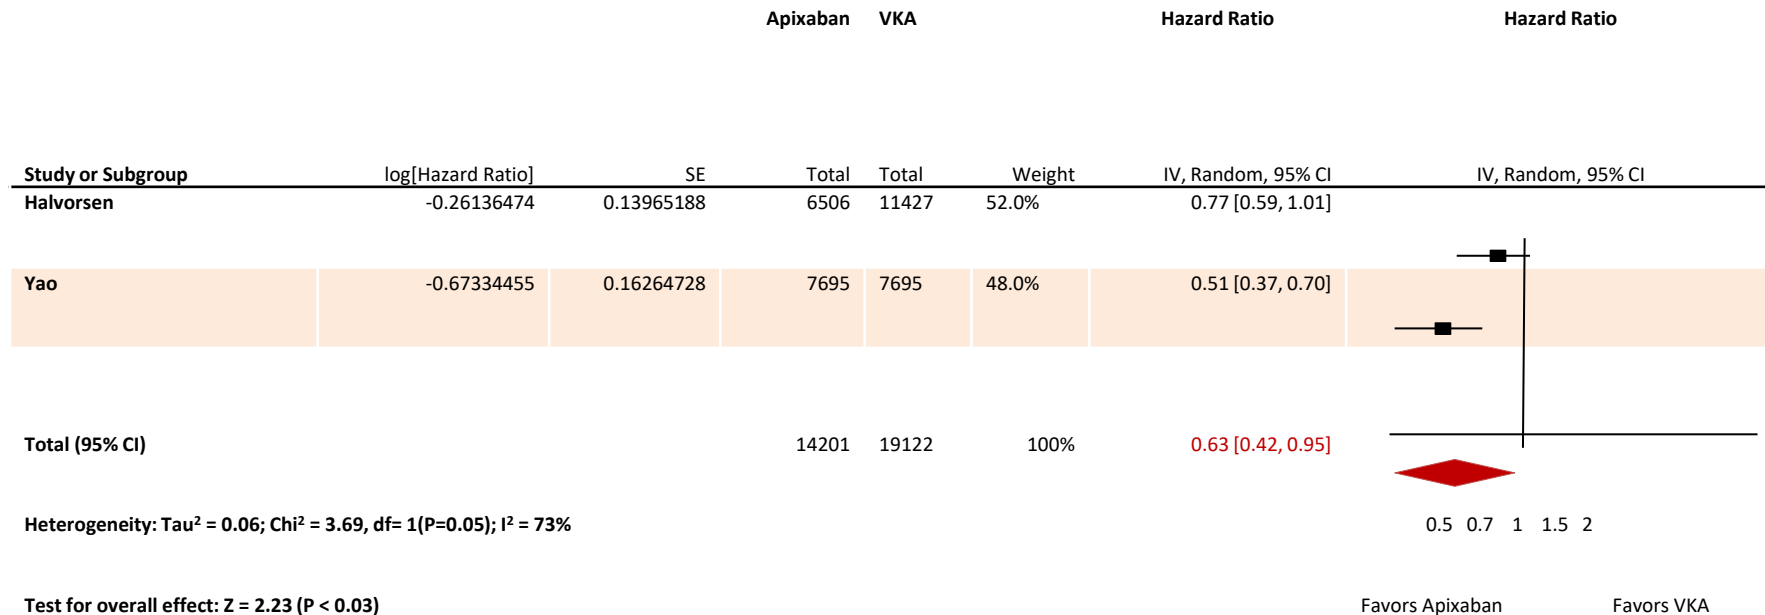 Apixaban VKA Hazard Ratio Hazard Ratio
Study or Subgroup log[Hazard Ratio] SE Total Total Weight IV, Random, 95% CI IV, Random, 95% CI
Halvorsen -0.26136474 0.13965188 6506 11427 52.0% 0.77 [0.59, 1.01]
Yao -0.67334455 0.16264728 7695 7695 48.0% 0.51 [0.37, 0.70]
Total (95% CI) 14201 19122 100% 0.63 [0.42, 0.95]
Heterogeneity: Tau² = 0.06; Chi² = 3.69, df= 1(P=0.05); I² = 73% 0.5 0.7 1 1.5 2
Test for overall effect: Z = 2.23 (P < 0.03) Favors Apixaban Favors VKA